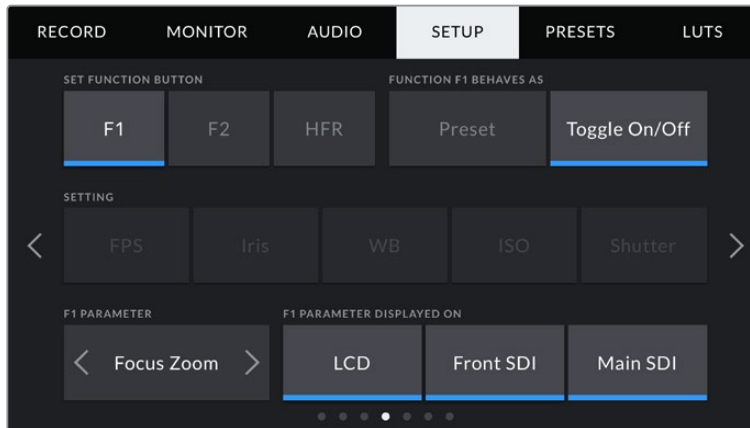 RECORD MONITOR AUDIO SETUP PRESETS LUTS
SET FUNCTION BUTTON FUNCTION F1 BEHAVES AS
F1 F2 HFR Preset Toggle On/Off
SETTING
FPS Iris WB ISO Shutter
F1 PARAMETER F1 PARAMETER DISPLAYED ON
Focus Zoom LCD Front SDI Main SDI